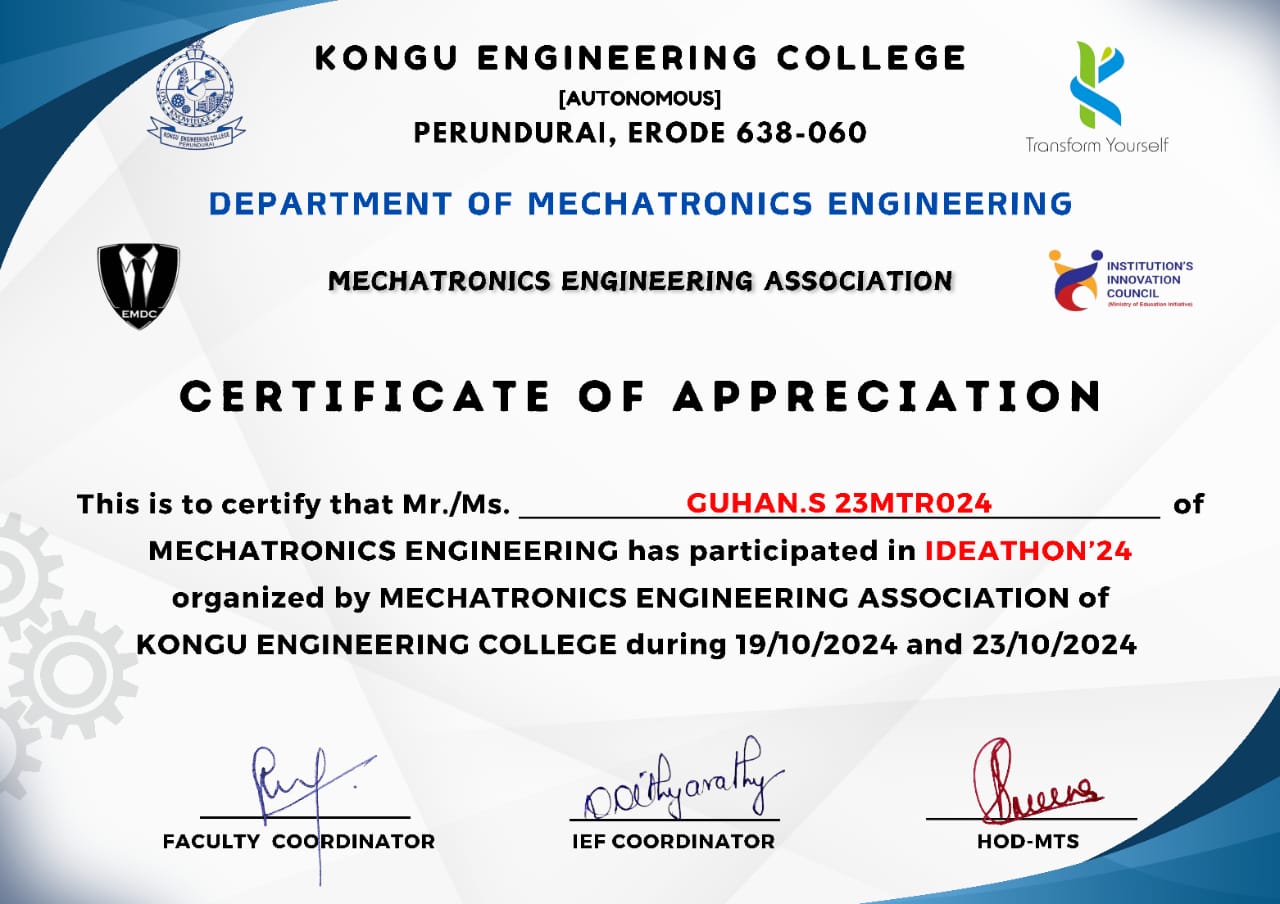 KONGU ENGINEERING COLLEGE
[AUTONOMOUS]
PERUNDURAI, ERODE 638-060
KONGU ENGINEERING COLLEGE
PERUNDURAI
Transform Yourself
DEPARTMENT OF MECHATRONICS ENGINEERING
EMDC
MECHATRONICS ENGINEERING ASSOCIATION
INSTITUTION'S
INNOVATION
COUNCIL
(Ministry of Education Initiative)
CERTIFICATE OF APPRECIATION
This is to certify that Mr./Ms. GUHAN.S 23MTR024 of
MECHATRONICS ENGINEERING has participated in IDEATHON’24
organized by MECHATRONICS ENGINEERING ASSOCIATION of
KONGU ENGINEERING COLLEGE during 19/10/2024 and 23/10/2024
FACULTY COORDINATOR
IEF COORDINATOR
HOD-MTS